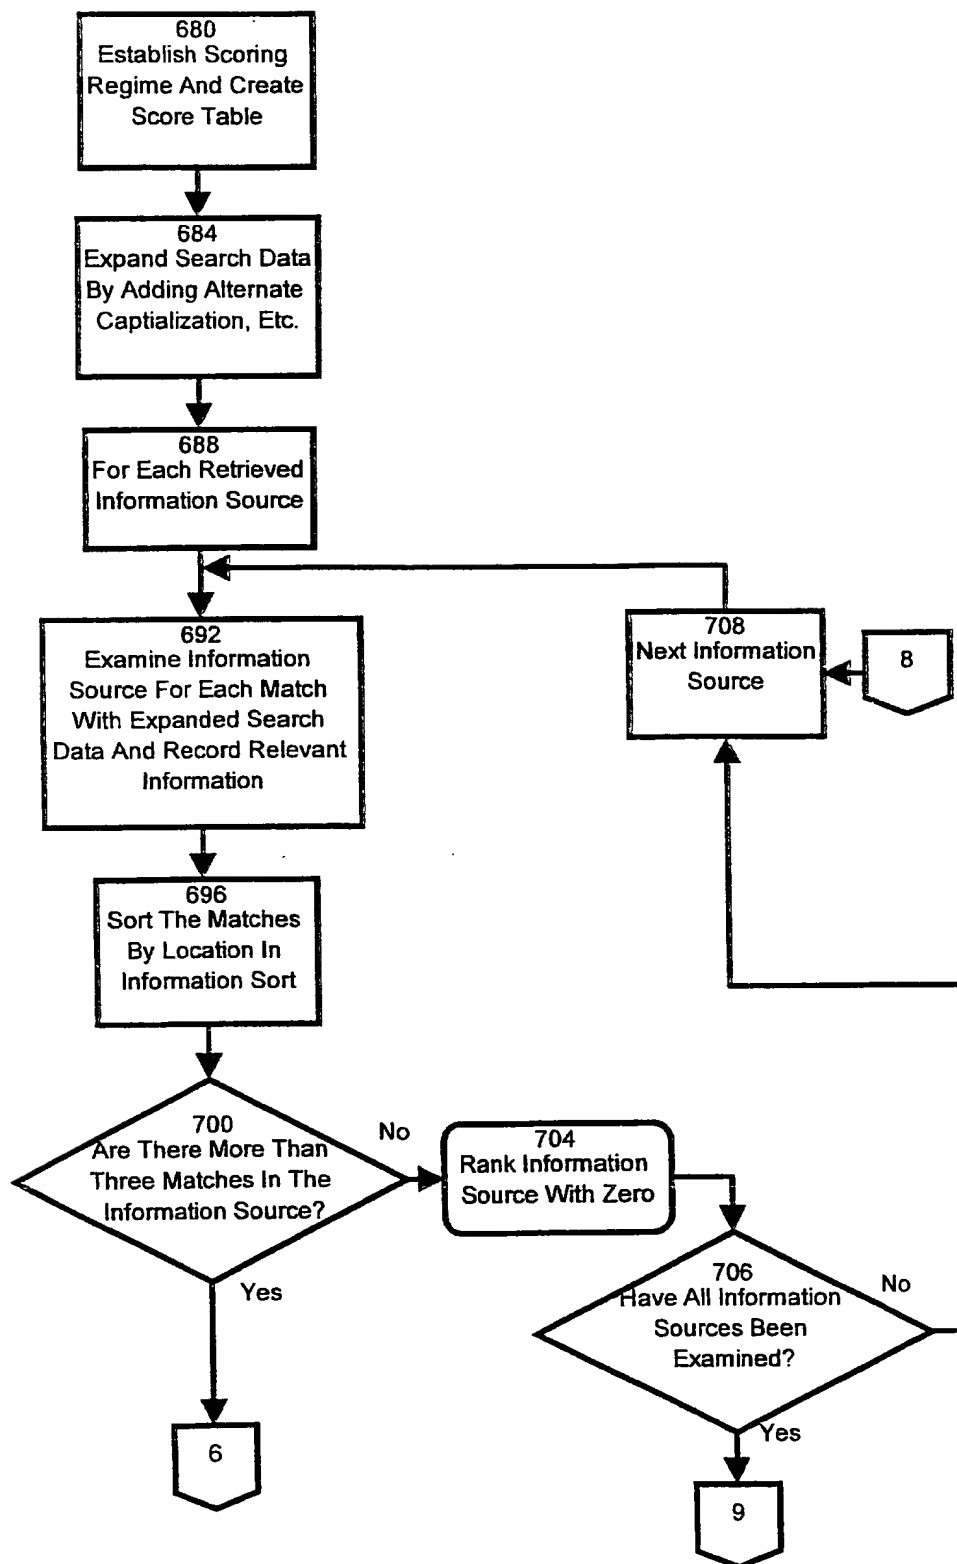 680
Establish Scoring
Regime And Create
Score Table
684
Expand Search Data
By Adding Alternate
Captialization, Etc.
688
For Each Retrieved
Information Source
692
Examine Information
Source For Each Match
With Expanded Search
Data And Record Relevant
Information
708
Next Information
Source
8
696
Sort The Matches
By Location In
Information Sort
700
Are There More Than
Three Matches In The
Information Source?
No
704
Rank Information
Source With Zero
Yes
706
Have All Information
Sources Been
Examined?
No
Yes
6
9